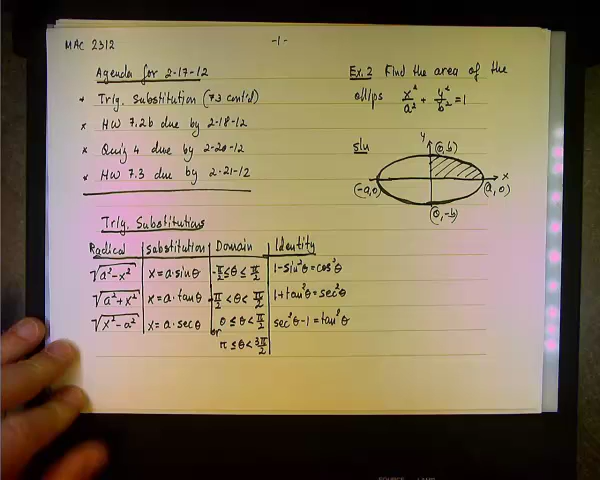 MAC 2312
-1-
Agenda for 2-17-12
* Trig. Substitution (7.3 cont'd)
* HW 7.2b due by 2-18-12
* Quiz 4 due by 2-20-12
* HW 7.3 due by 2-21-12
Trig. Substitutions
Radical | substitution | Domain | Identity
√(a²-x²) | x = a·sinθ | -π/2 ≤ θ ≤ π/2 | 1-sin²θ = cos²θ
√(a²+x²) | x = a·tanθ | -π/2 < θ < π/2 | 1+tan²θ = sec²θ
√(x²-a²) | x = a·secθ | 0 ≤ θ < π/2 | sec²θ-1 = tan²θ
or
π ≤ θ < 3π/2
Ex. 2 Find the area of the
ellips x²/a² + y²/b² = 1
sln
y
(0,b)
x
(-a,0)
(a,0)
(0,-b)